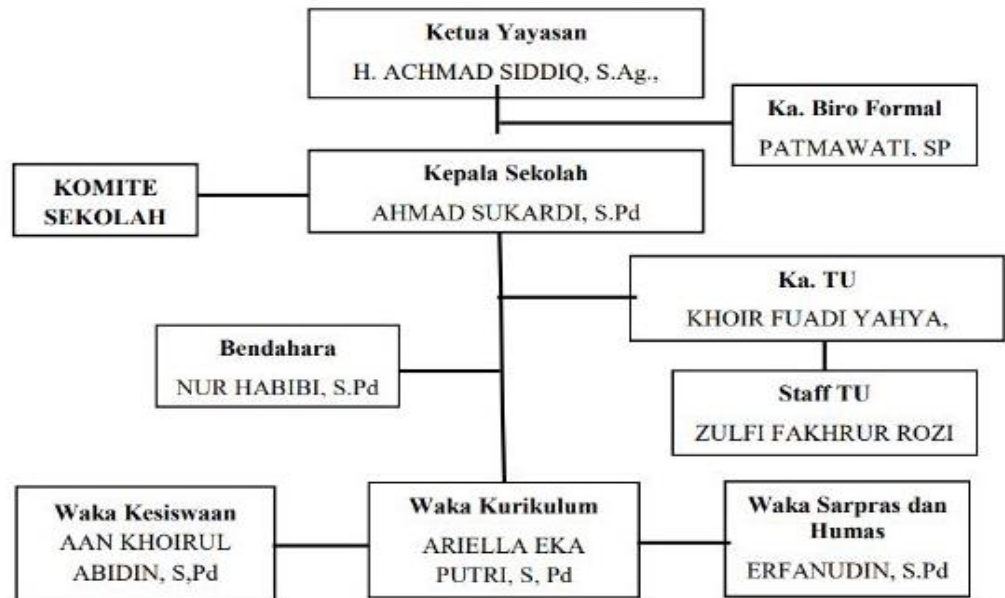 Ketua Yayasan
H. ACHMAD SIDDIQ, S.Ag.,
Ka. Biro Formal
PATMAWATI, SP
KOMITE
SEKOLAH
Kepala Sekolah
AHMAD SUKARDI, S.Pd
Ka. TU
KHOIR FUADI YAHYA,
Bendahara
NUR HABIBI, S.Pd
Staff TU
ZULFI FAKHRUR ROZI
Waka Kesiswaan
AAN KHOIRUL
ABIDIN, S,Pd
Waka Kurikulum
ARIELLA EKA
PUTRI, S, Pd
Waka Sarpras dan
Humas
ERFANUDIN, S.Pd